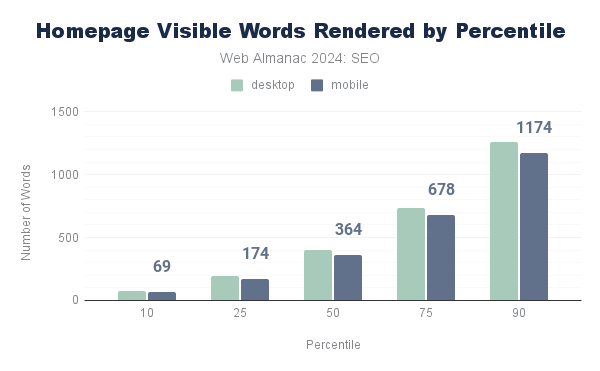 Homepage Visible Words Rendered by Percentile
Web Almanac 2024: SEO
desktop mobile
Number of Words
1500
1000
500
0
69
174
364
678
1174
10 25 50 75 90
Percentile